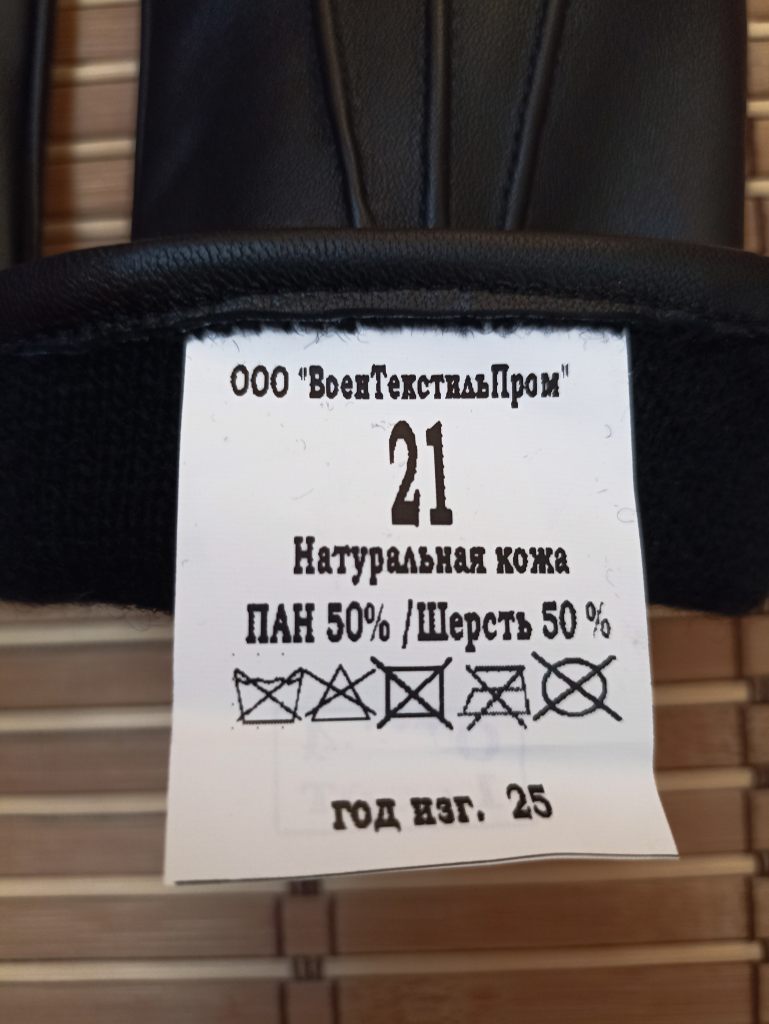 ООО "ВоенТекстильПром"
21
Натуральная кожа
ПАН 50% /Шерсть 50 %
год изг. 25